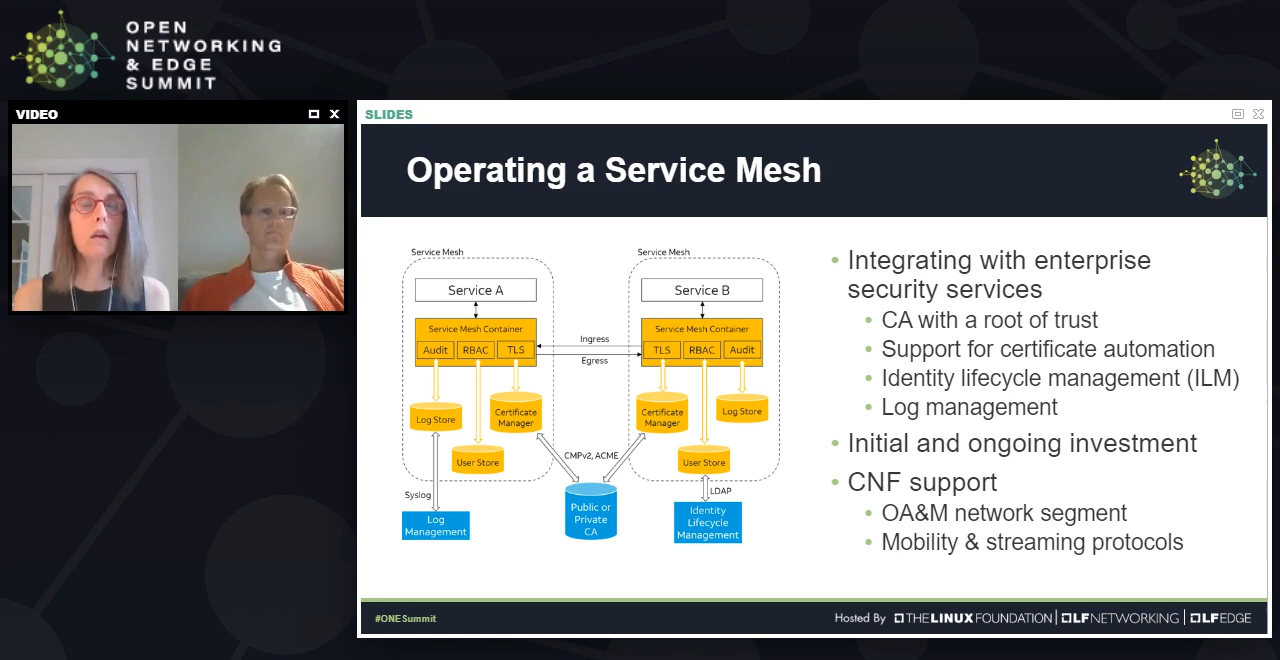 OPEN
NETWORKING
& EDGE
SUMMIT
VIDEO
SLIDES
Operating a Service Mesh
Service Mesh
Service A
Service Mesh Container
Audit
RBAC
TLS
Log Store
Certificate
Manager
User Store
Syslog
Log
Management
Ingress
Egress
CMPv2, ACME
Public or
Private
CA
Service Mesh
Service B
Service Mesh Container
TLS
RBAC
Audit
Certificate
Manager
Log Store
User Store
LDAP
Identity
Lifecycle
Management
• Integrating with enterprise
security services
• CA with a root of trust
• Support for certificate automation
• Identity lifecycle management (ILM)
• Log management
• Initial and ongoing investment
• CNF support
• OA&M network segment
• Mobility & streaming protocols
#ONESummit
Hosted By THE LINUX FOUNDATION | LF NETWORKING | LF EDGE